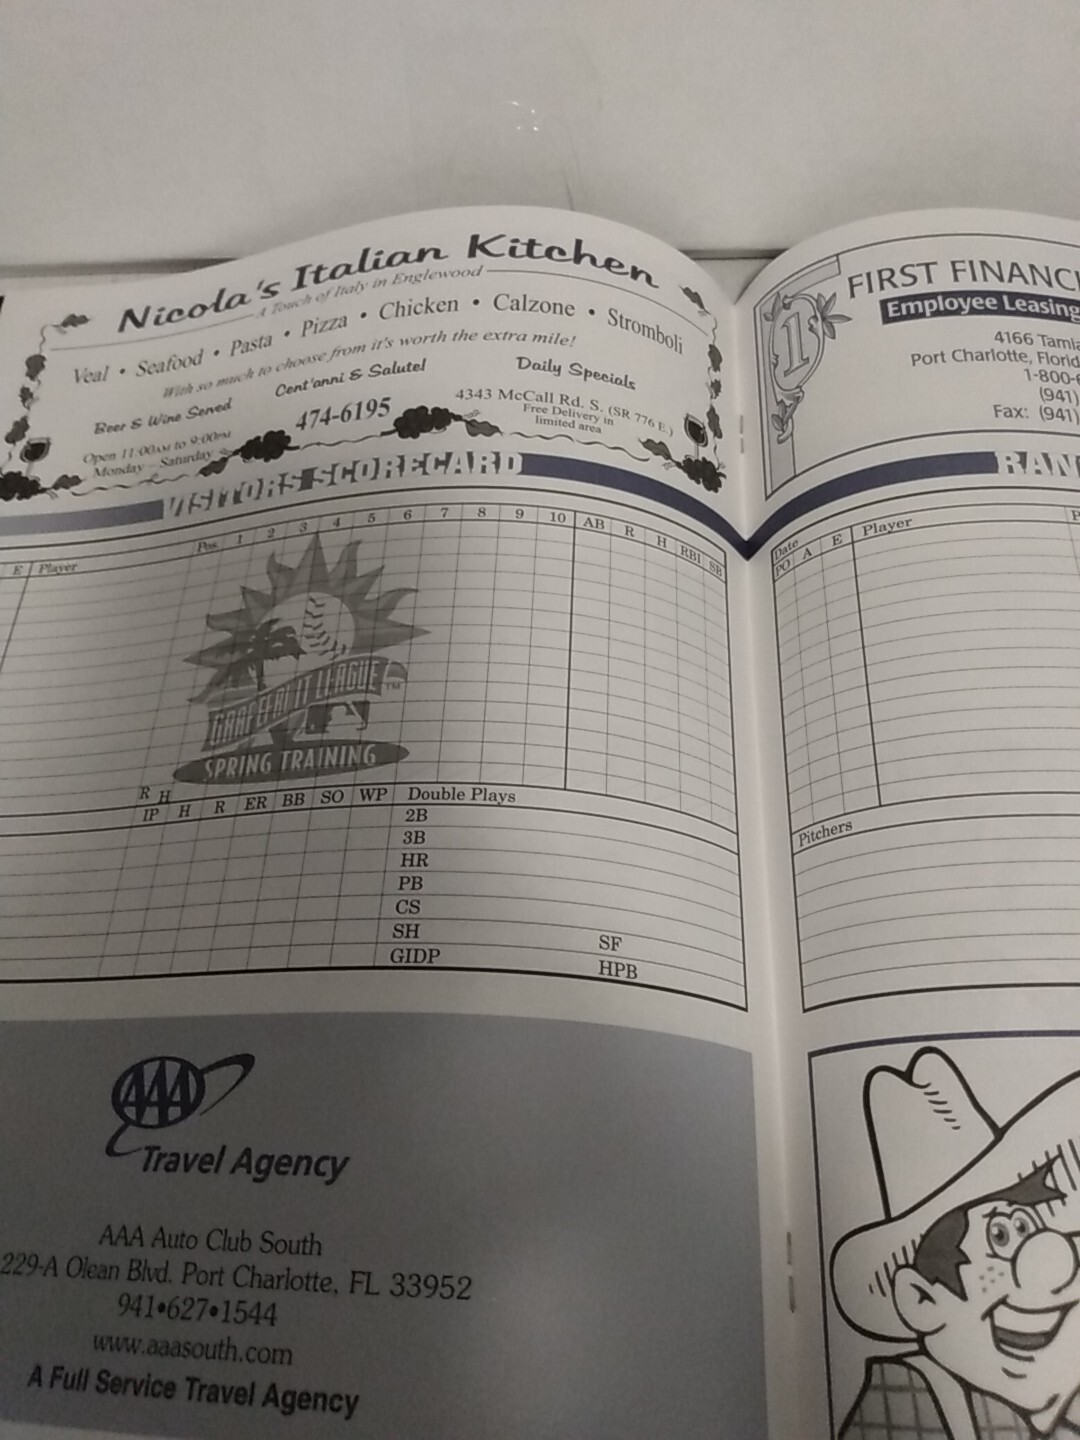 Nicola's Italian Kitchen
A Touch of Italy in Englewood
Veal • Seafood • Pasta • Pizza • Chicken • Calzone • Stromboli
With so much to choose from it's worth the extra mile!
Beer & Wine Served
Cent'anni & Salute!
Daily Specials
Open 11:00AM to 9:00PM
Monday - Saturday
474-6195
4343 McCall Rd. S. (SR 776 E.)
Free Delivery in
limited area
VISITORS SCORECARD
E Player Pos. 1 2 3 4 5 6 7 8 9 10 AB R H RBI SB
GRAPEFRUIT LEAGUE™
SPRING TRAINING
R H
IP H R ER BB SO WP Double Plays
2B
3B
HR
PB
CS
SH SF
GIDP HPB
AAA
Travel Agency
AAA Auto Club South
229-A Olean Blvd. Port Charlotte, FL 33952
941•627•1544
www.aaasouth.com
A Full Service Travel Agency
1
FIRST FINANCI
Employee Leasing
4166 Tamia
Port Charlotte, Florid
1-800-6
(941)
Fax: (941)
RAN
Date
PO A E Player P
Pitchers